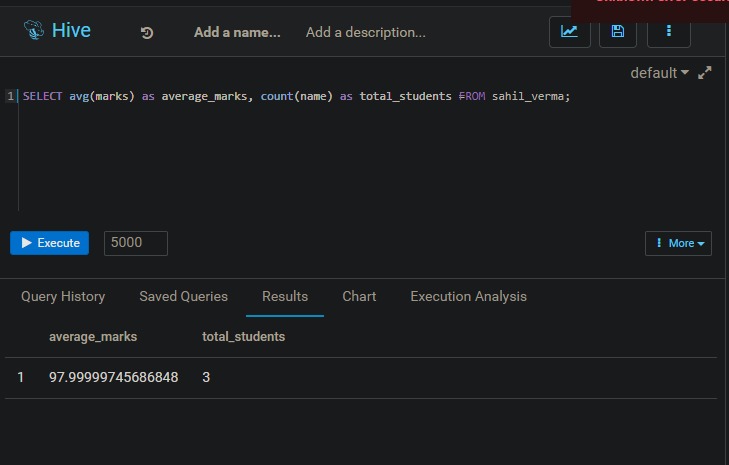 Hive
Add a name...
Add a description...
default
1 SELECT avg(marks) as average_marks, count(name) as total_students FROM sahil_verma;
Execute
5000
More
Query History
Saved Queries
Results
Chart
Execution Analysis
average_marks total_students
1 97.99999745686848 3